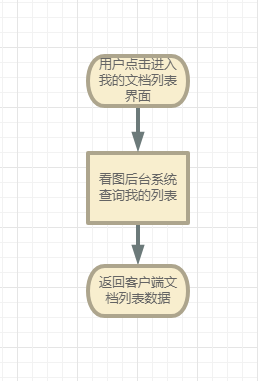 用户点击进入
我的文档列表
界面
看图后台系统
查询我的列表
返回客户端文
档列表数据